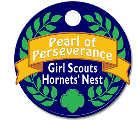 Pearl of
Perseverance
Girl Scouts
Hornets' Nest